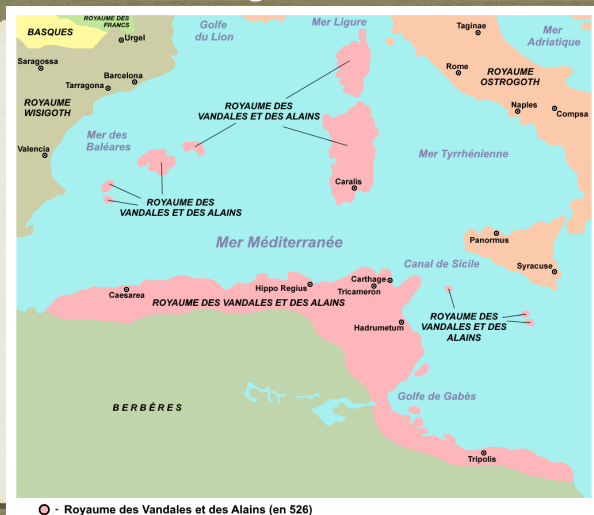 ROYAUME DES
FRANCS
BASQUES
Urgel
Golfe
du Lion
Mer Ligure
Taginae
Mer
Adriatique
Saragossa
Barcelona
Tarragona
Rome
ROYAUME
OSTROGOTH
ROYAUME
WISIGOTH
ROYAUME DES
VANDALES ET DES ALAINS
Naples
Compsa
Valencia
Mer des
Baléares
Mer Tyrrhénienne
Caralis
ROYAUME DES
VANDALES ET DES ALAINS
Mer Méditerranée
Panormus
Canal de Sicile
Syracuse
Caesarea
Hippo Regius
Carthage
Tricameron
ROYAUME DES VANDALES ET DES ALAINS
Hadrumetum
ROYAUME DES
VANDALES ET DES
ALAINS
BERBÈRES
Golfe de Gabès
Tripolis
- Royaume des Vandales et des Alains (en 526)